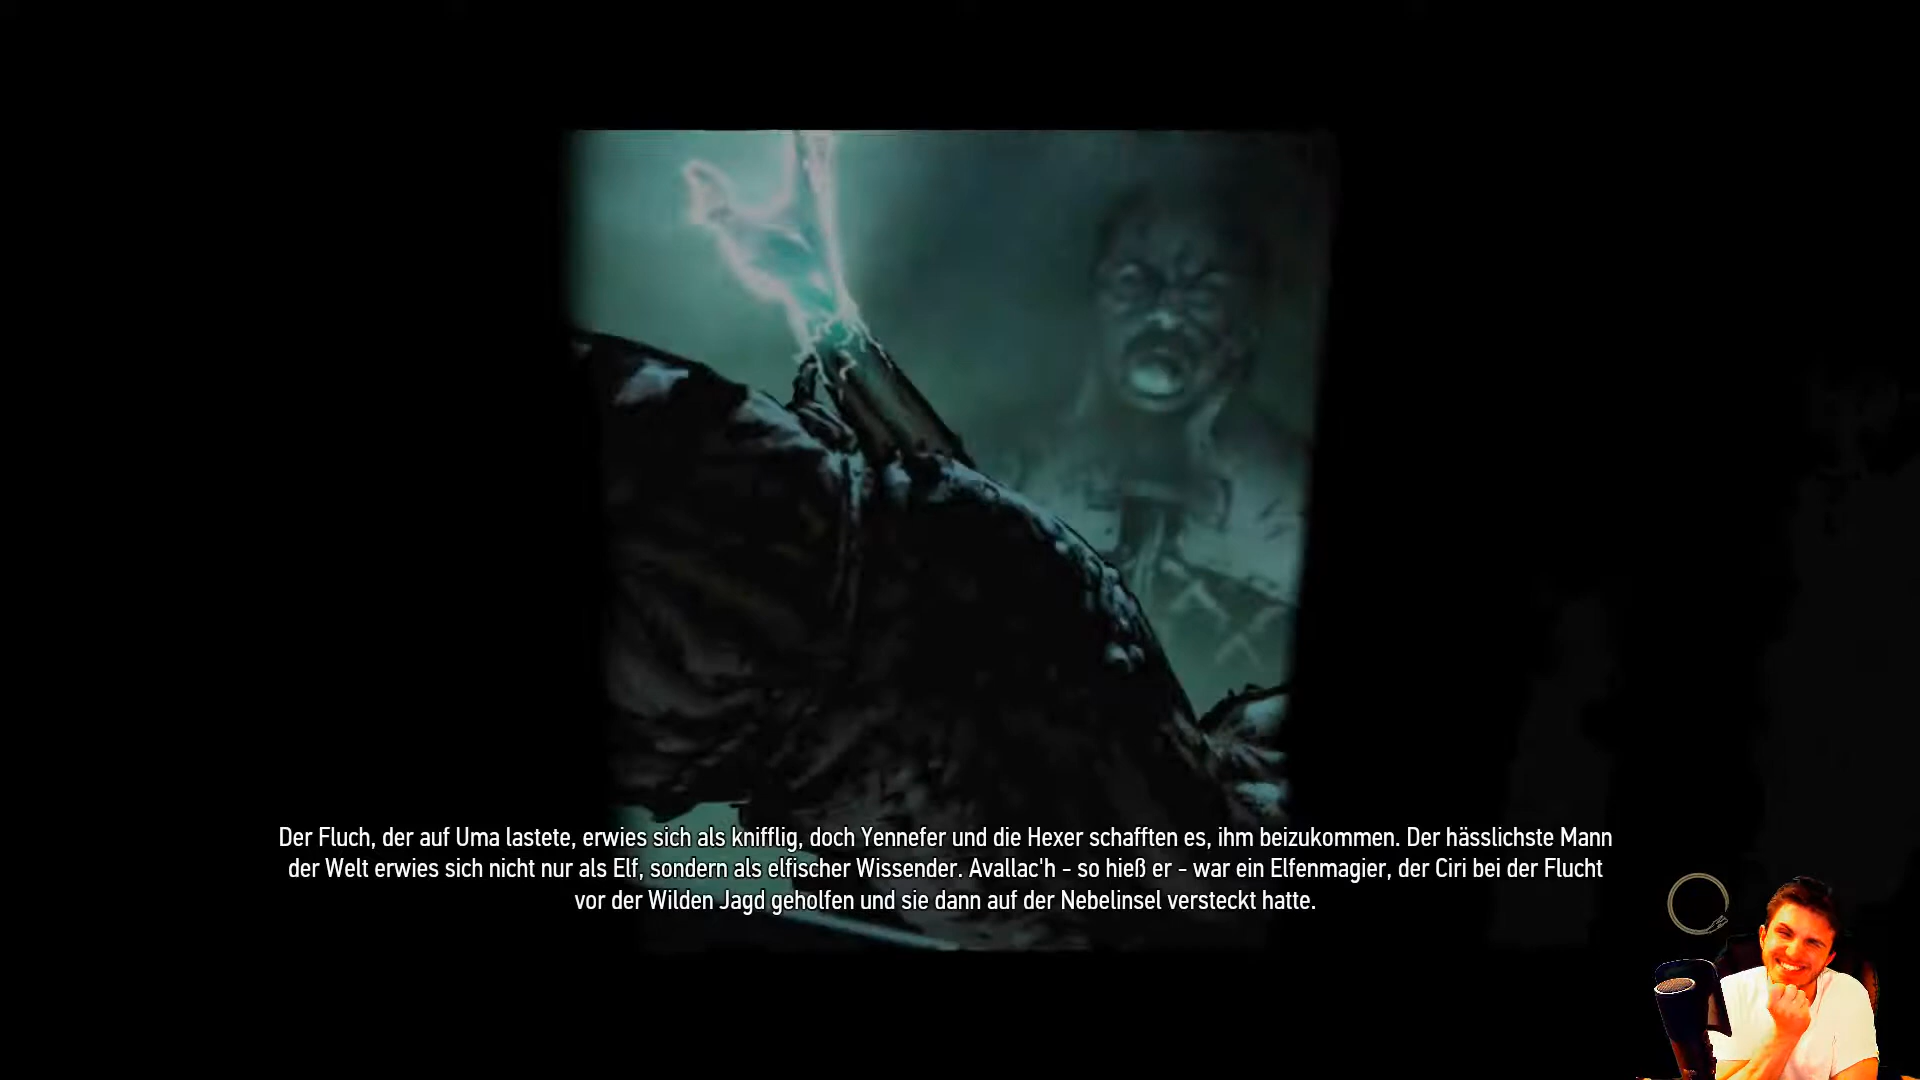 Der Fluch, der auf Uma lastete, erwies sich als knifflig, doch Yennefer und die Hexer schafften es, ihm beizukommen. Der hässlichste Mann
der Welt erwies sich nicht nur als Elf, sondern als elfischer Wissender. Avallac'h - so hieß er - war ein Elfenmagier, der Ciri bei der Flucht
vor der Wilden Jagd geholfen und sie dann auf der Nebelinsel versteckt hatte.